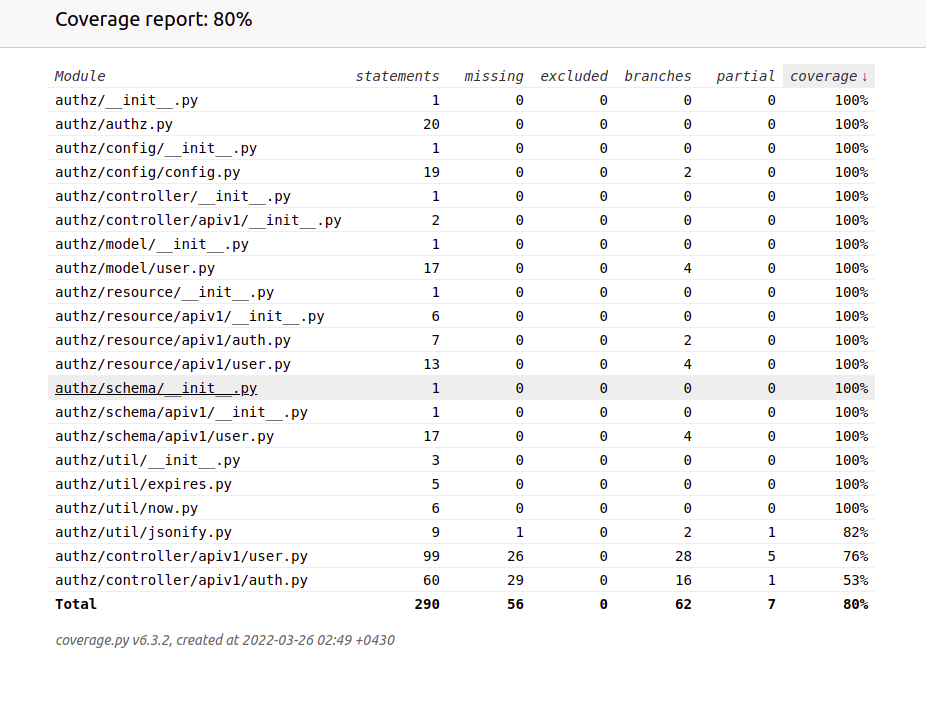 Coverage report: 80%
Module statements missing excluded branches partial coverage ↓
authz/__init__.py 1 0 0 0 0 100%
authz/authz.py 20 0 0 0 0 100%
authz/config/__init__.py 1 0 0 0 0 100%
authz/config/config.py 19 0 0 2 0 100%
authz/controller/__init__.py 1 0 0 0 0 100%
authz/controller/apiv1/__init__.py 2 0 0 0 0 100%
authz/model/__init__.py 1 0 0 0 0 100%
authz/model/user.py 17 0 0 4 0 100%
authz/resource/__init__.py 1 0 0 0 0 100%
authz/resource/apiv1/__init__.py 6 0 0 0 0 100%
authz/resource/apiv1/auth.py 7 0 0 2 0 100%
authz/resource/apiv1/user.py 13 0 0 4 0 100%
authz/schema/__init__.py 1 0 0 0 0 100%
authz/schema/apiv1/__init__.py 1 0 0 0 0 100%
authz/schema/apiv1/user.py 17 0 0 4 0 100%
authz/util/__init__.py 3 0 0 0 0 100%
authz/util/expires.py 5 0 0 0 0 100%
authz/util/now.py 6 0 0 0 0 100%
authz/util/jsonify.py 9 1 0 2 1 82%
authz/controller/apiv1/user.py 99 26 0 28 5 76%
authz/controller/apiv1/auth.py 60 29 0 16 1 53%
Total 290 56 0 62 7 80%
coverage.py v6.3.2, created at 2022-03-26 02:49 +0430